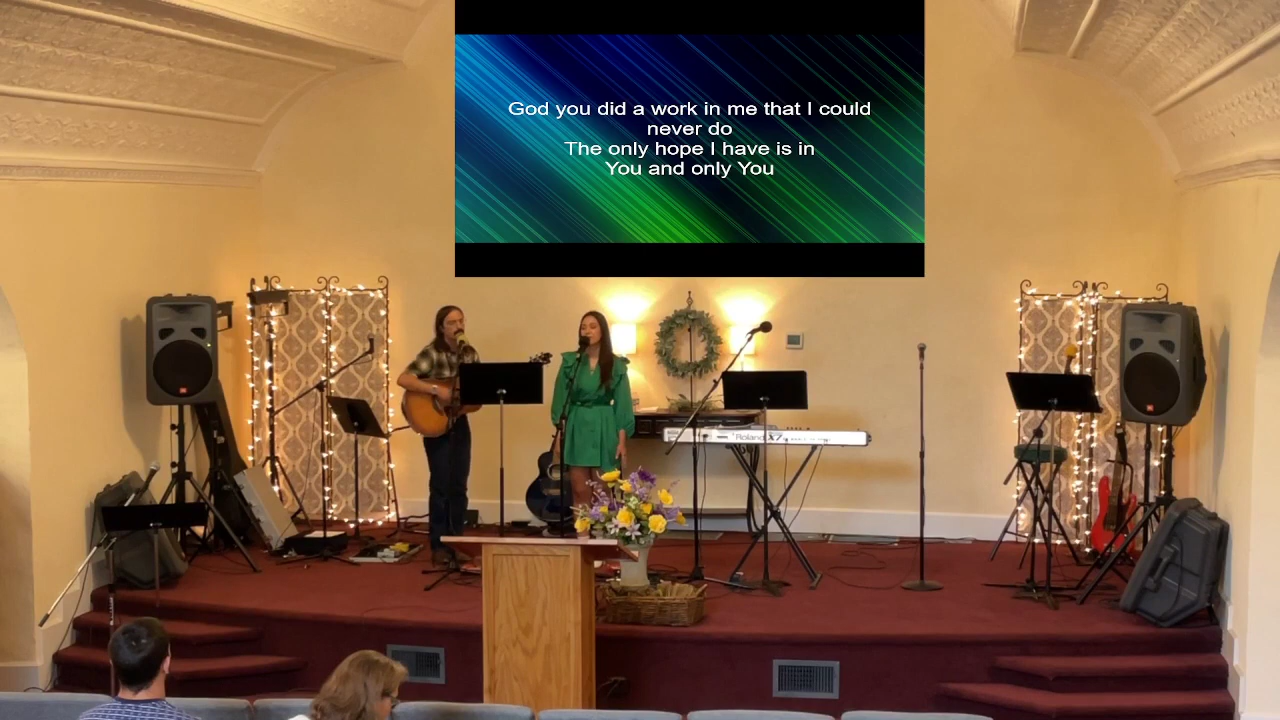 God you did a work in me that I could
never do
The only hope I have is in
You and only You
Roland X7